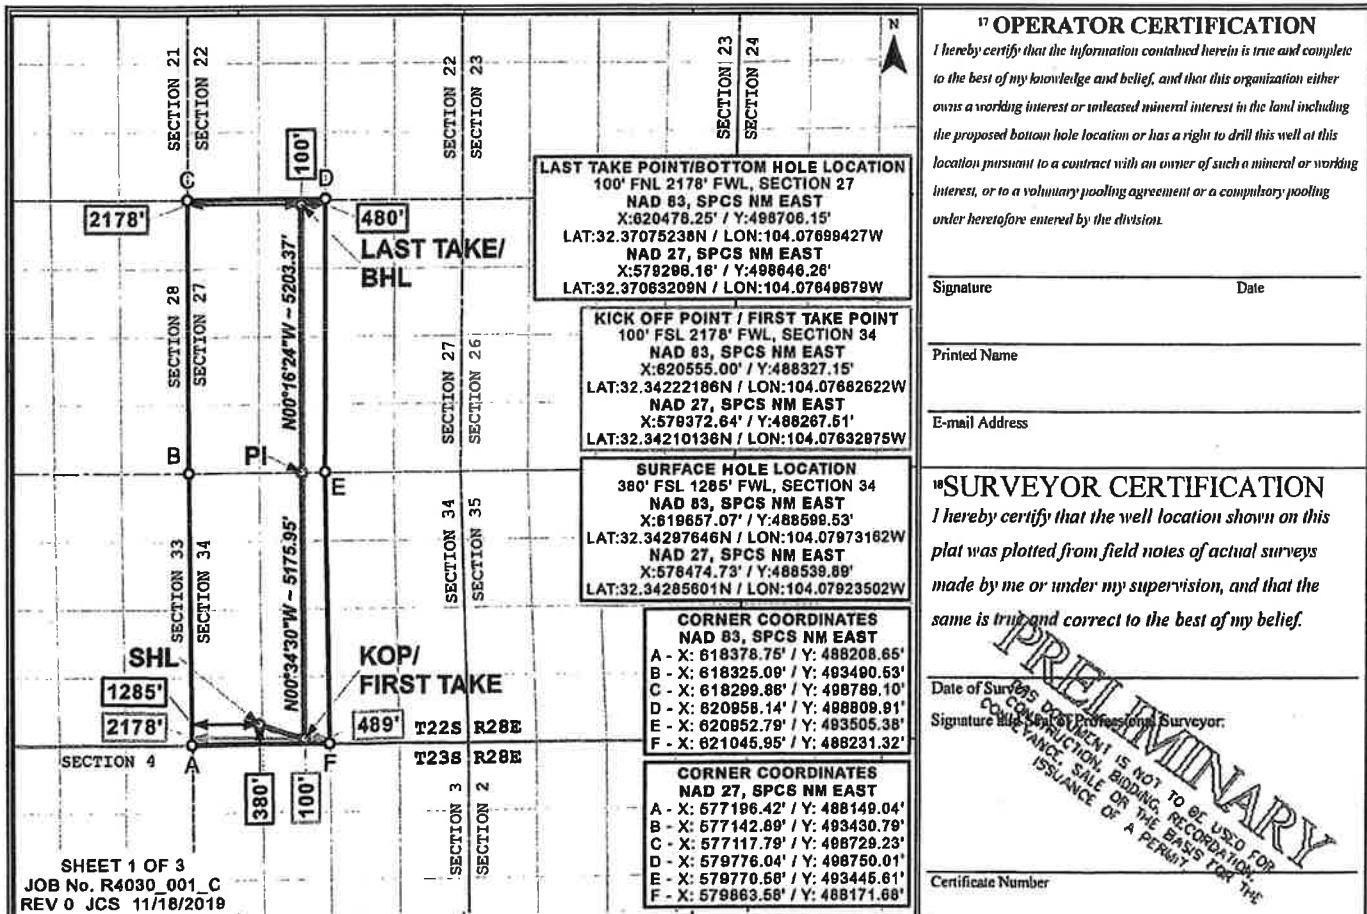 SECTION 21
SECTION 22
SECTION 22
SECTION 23
SECTION 23
SECTION 24
N
100'
C
D
2178'
480'
LAST TAKE/
BHL
N00°16'24"W ~ 5203.37'
SECTION 28
SECTION 27
SECTION 27
SECTION 26
B
PI
E
N00°34'30"W ~ 5175.95'
SECTION 33
SECTION 34
SECTION 34
SECTION 35
SHL
KOP/
FIRST TAKE
1285'
2178'
489'
T22S R28E
T23S R28E
SECTION 4
A
F
380'
100'
SECTION 3
SECTION 2
SHEET 1 OF 3
JOB No. R4030_001_C
REV 0 JCS 11/18/2019
LAST TAKE POINT/BOTTOM HOLE LOCATION
100' FNL 2178' FWL, SECTION 27
NAD 83, SPCS NM EAST
X:620478.25' / Y:498706.15'
LAT:32.37075238N / LON:104.07699427W
NAD 27, SPCS NM EAST
X:579296.16' / Y:498646.26'
LAT:32.37063209N / LON:104.07649679W
KICK OFF POINT / FIRST TAKE POINT
100' FSL 2178' FWL, SECTION 34
NAD 83, SPCS NM EAST
X:620555.00' / Y:488327.15'
LAT:32.34222186N / LON:104.07682622W
NAD 27, SPCS NM EAST
X:579372.64' / Y:488267.51'
LAT:32.34210136N / LON:104.07632975W
SURFACE HOLE LOCATION
380' FSL 1285' FWL, SECTION 34
NAD 83, SPCS NM EAST
X:619657.07' / Y:488599.53'
LAT:32.34297646N / LON:104.07973162W
NAD 27, SPCS NM EAST
X:578474.73' / Y:488539.89'
LAT:32.34285601N / LON:104.07923502W
CORNER COORDINATES
NAD 83, SPCS NM EAST
A - X: 618378.75' / Y: 488208.65'
B - X: 618325.09' / Y: 493490.53'
C - X: 618299.86' / Y: 498789.10'
D - X: 620958.14' / Y: 498809.91'
E - X: 620952.79' / Y: 493505.38'
F - X: 621045.95' / Y: 488231.32'
CORNER COORDINATES
NAD 27, SPCS NM EAST
A - X: 577196.42' / Y: 488149.04'
B - X: 577142.89' / Y: 493430.79'
C - X: 577117.79' / Y: 498729.23'
D - X: 579776.04' / Y: 498750.01'
E - X: 579770.58' / Y: 493445.61'
F - X: 579863.58' / Y: 488171.68'
17 OPERATOR CERTIFICATION
I hereby certify that the information contained herein is true and complete
to the best of my knowledge and belief, and that this organization either
owns a working interest or unleased mineral interest in the land including
the proposed bottom hole location or has a right to drill this well at this
location pursuant to a contract with an owner of such a mineral or working
interest, or to a voluntary pooling agreement or a compulsory pooling
order heretofore entered by the division.
Signature Date
Printed Name
E-mail Address
18 SURVEYOR CERTIFICATION
I hereby certify that the well location shown on this
plat was plotted from field notes of actual surveys
made by me or under my supervision, and that the
same is true and correct to the best of my belief.
Date of Survey
Signature and Seal of Professional Surveyor:
PRELIMINARY
THIS DOCUMENT IS NOT TO BE USED FOR
CONSTRUCTION, BIDDING, RECORDATION,
CONVEYANCE, SALE OR THE BASIS FOR THE
ISSUANCE OF A PERMIT.
Certificate Number